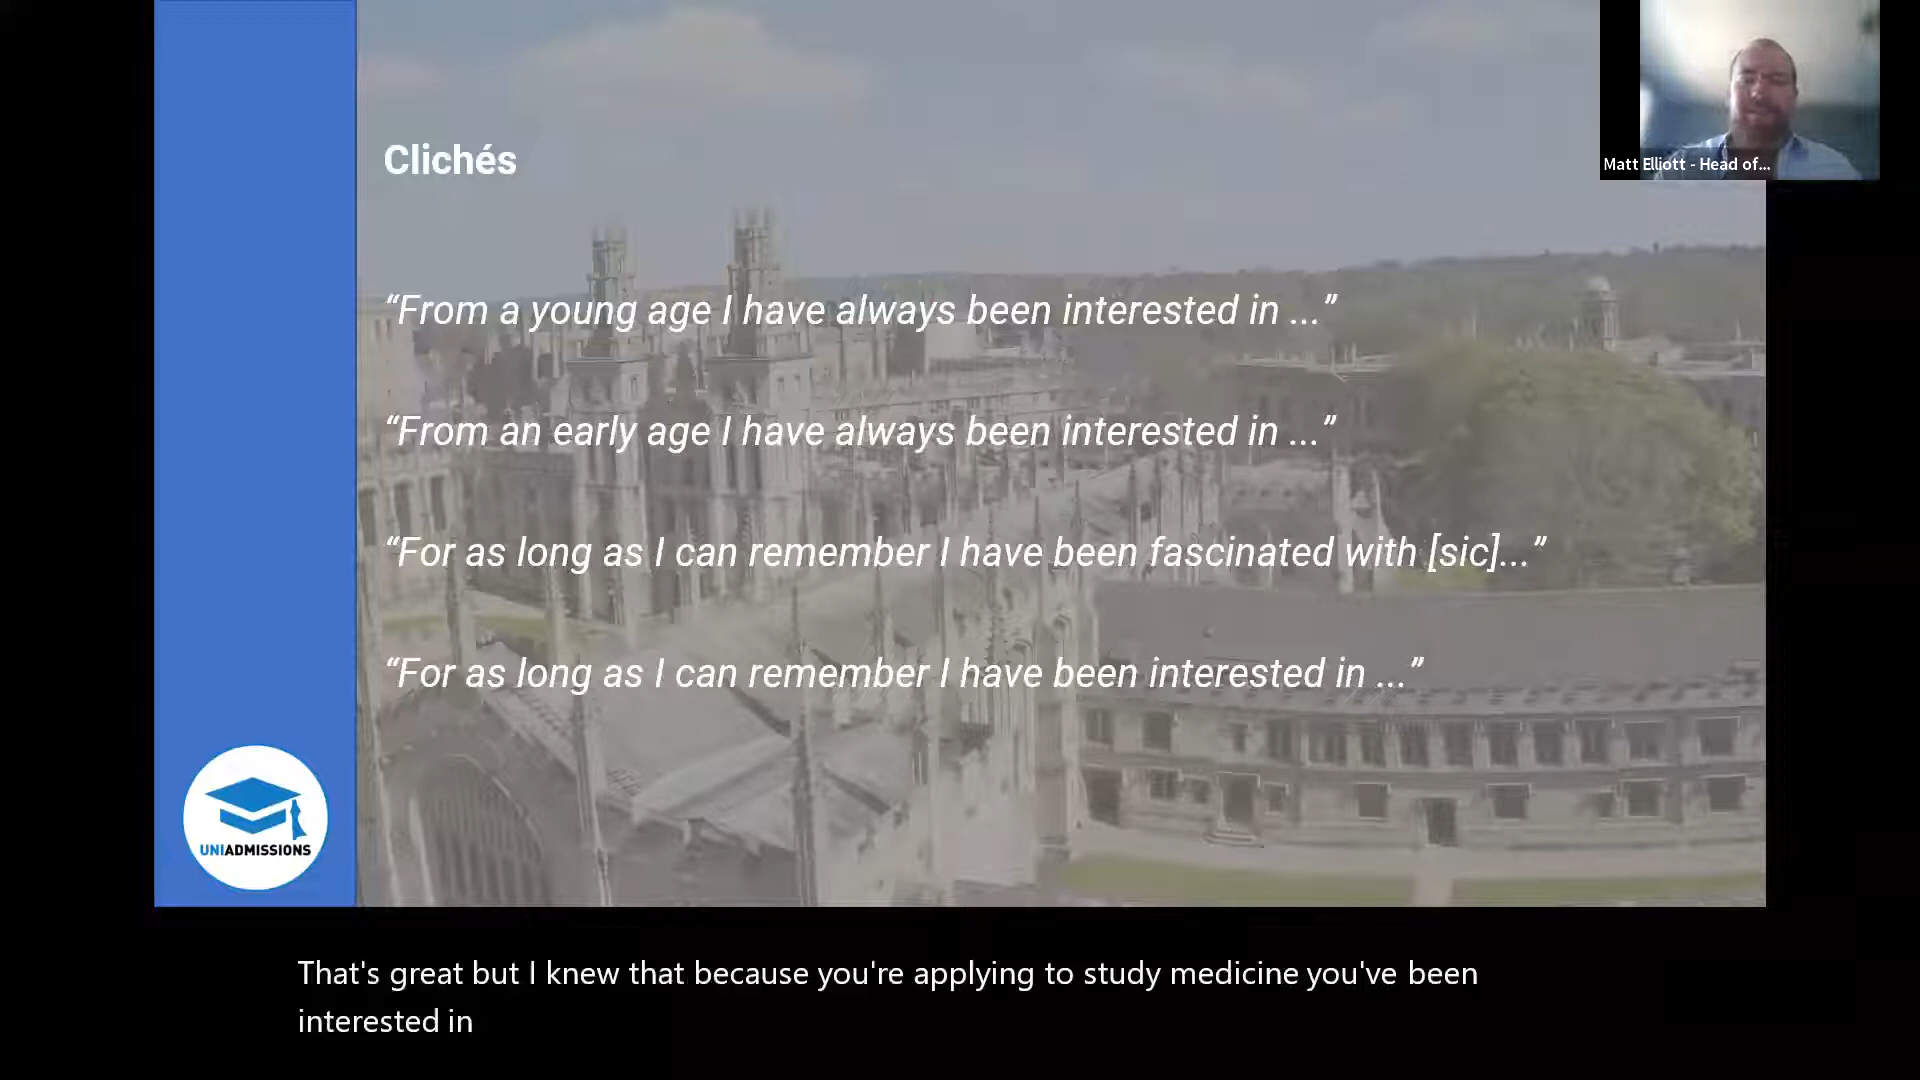 Clichés
Matt Elliott - Head of...
“From a young age I have always been interested in ...”
“From an early age I have always been interested in ...”
“For as long as I can remember I have been fascinated with [sic]...”
“For as long as I can remember I have been interested in ...”
UNIADMISSIONS
That's great but I knew that because you're applying to study medicine you've been
interested in